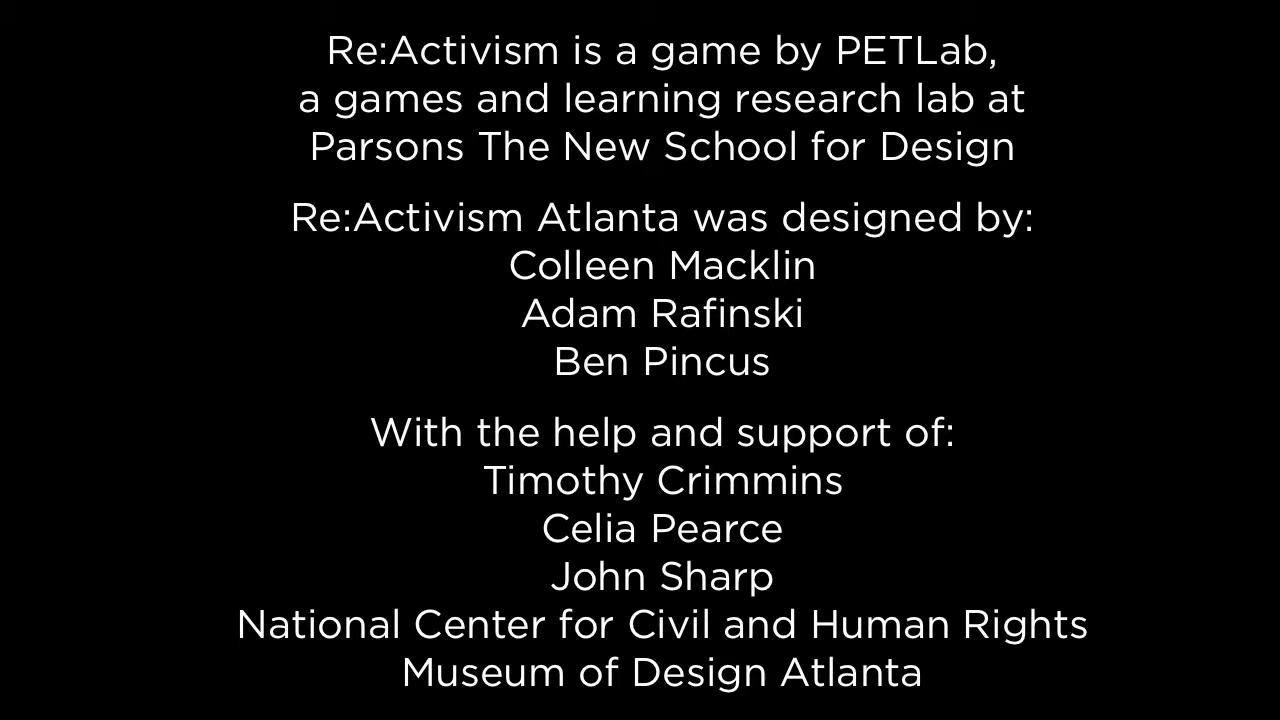 Re:Activism is a game by PETLab,
a games and learning research lab at
Parsons The New School for Design
Re:Activism Atlanta was designed by:
Colleen Macklin
Adam Rafinski
Ben Pincus
With the help and support of:
Timothy Crimmins
Celia Pearce
John Sharp
National Center for Civil and Human Rights
Museum of Design Atlanta